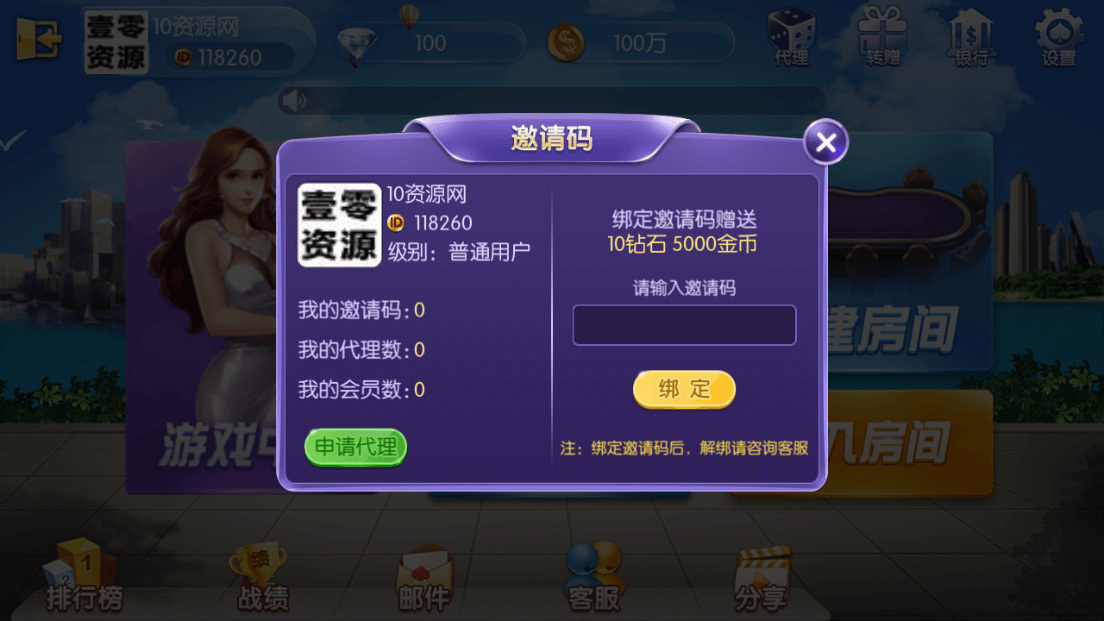 壹零
资源
10资源网
ID 118260
100
100万
代理
转赠
银行
设置
邀请码
壹零
资源
10资源网
ID 118260
级别：普通用户
我的邀请码:0
我的代理数:0
我的会员数:0
申请代理
绑定邀请码赠送
10钻石 5000金币
请输入邀请码
绑 定
注：绑定邀请码后，解绑请咨询客服
建房间
游戏中
入房间
1
2
排行榜
绩
战绩
邮件
客服
分享